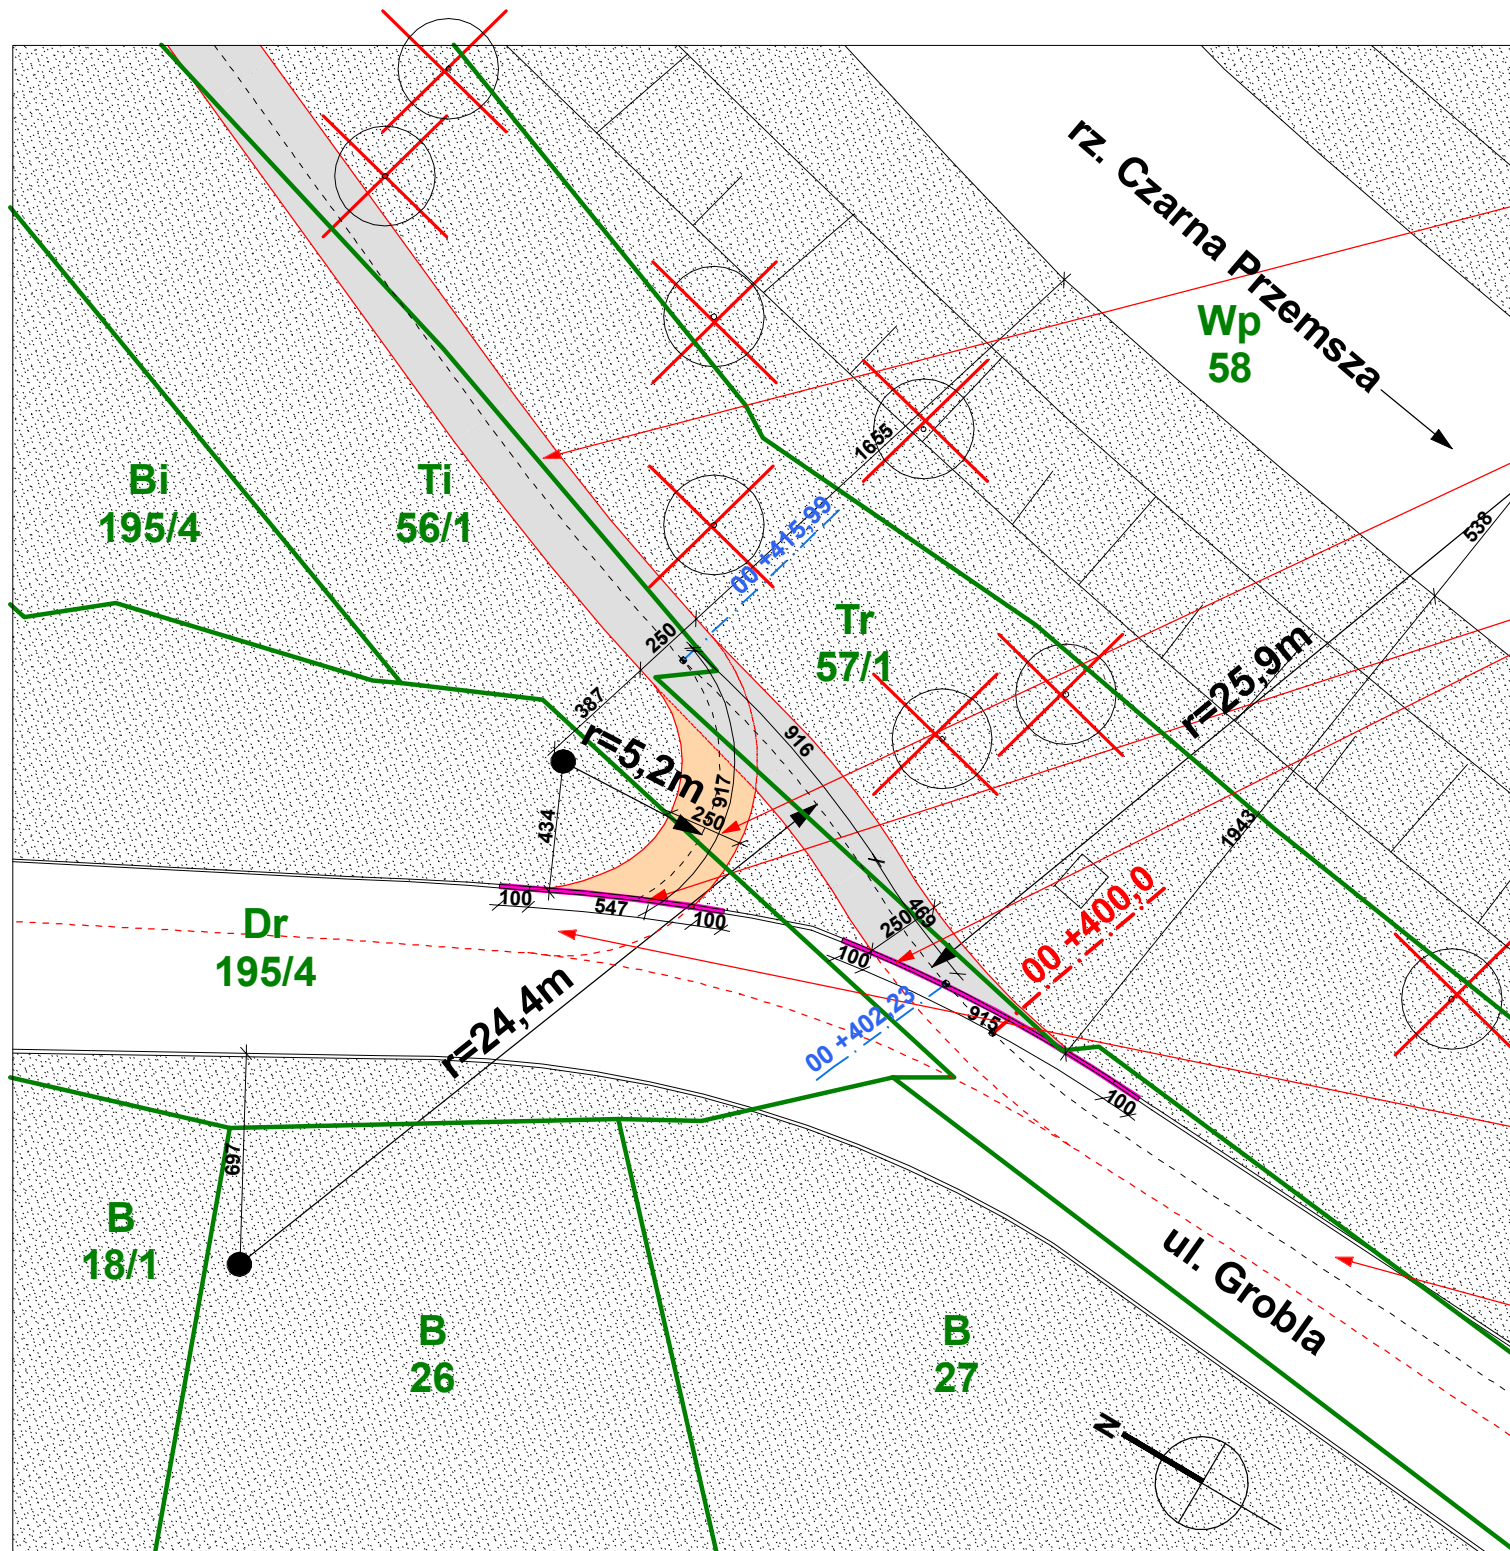 rz. Czarna Przemsza
Wp
58
1655
Bi
195/4
Ti
56/1
00 +415,99
538
250
Tr
57/1
r=25,9m
387
r=5,2m
916
917
250
434
1943
100
547
100
Dr
195/4
469
250
00 +400,0
100
00 +402,23
915
r=24,4m
100
697
B
18/1
ul. Grobla
B
26
B
27
N